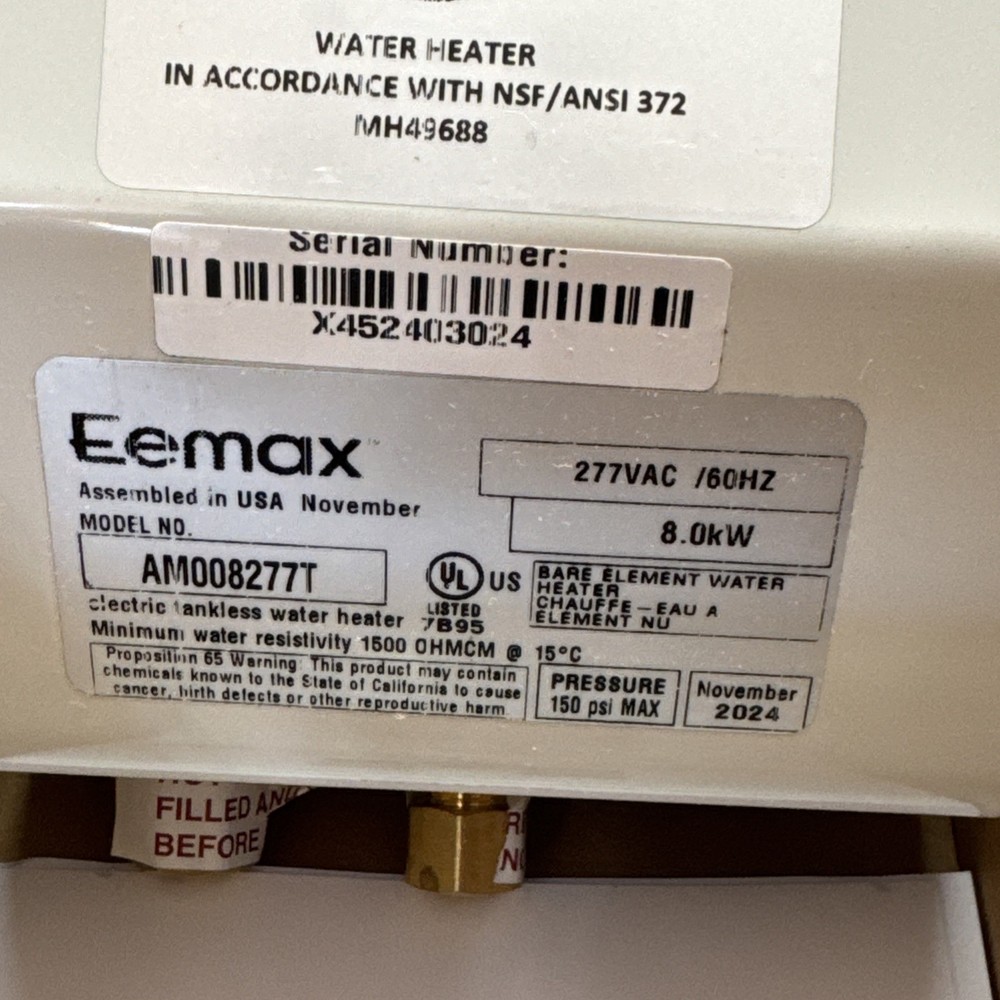 WATER HEATER
IN ACCORDANCE WITH NSF/ANSI 372
MH49688
Serial Number:
X452403024
Eemax™
Assembled in USA November
MODEL NO.
AM008277T
277VAC /60HZ
8.0kW
UL US
LISTED
7B95
BARE ELEMENT WATER
HEATER
CHAUFFE-EAU A
ELEMENT NU
electric tankless water heater
Minimum water resistivity 1500 OHMCM @ 15°C
Proposition 65 Warning: This product may contain
chemicals known to the State of California to cause
cancer, birth defects or other reproductive harm
PRESSURE
150 psi MAX
November
2024
FILLED AND
BEFORE